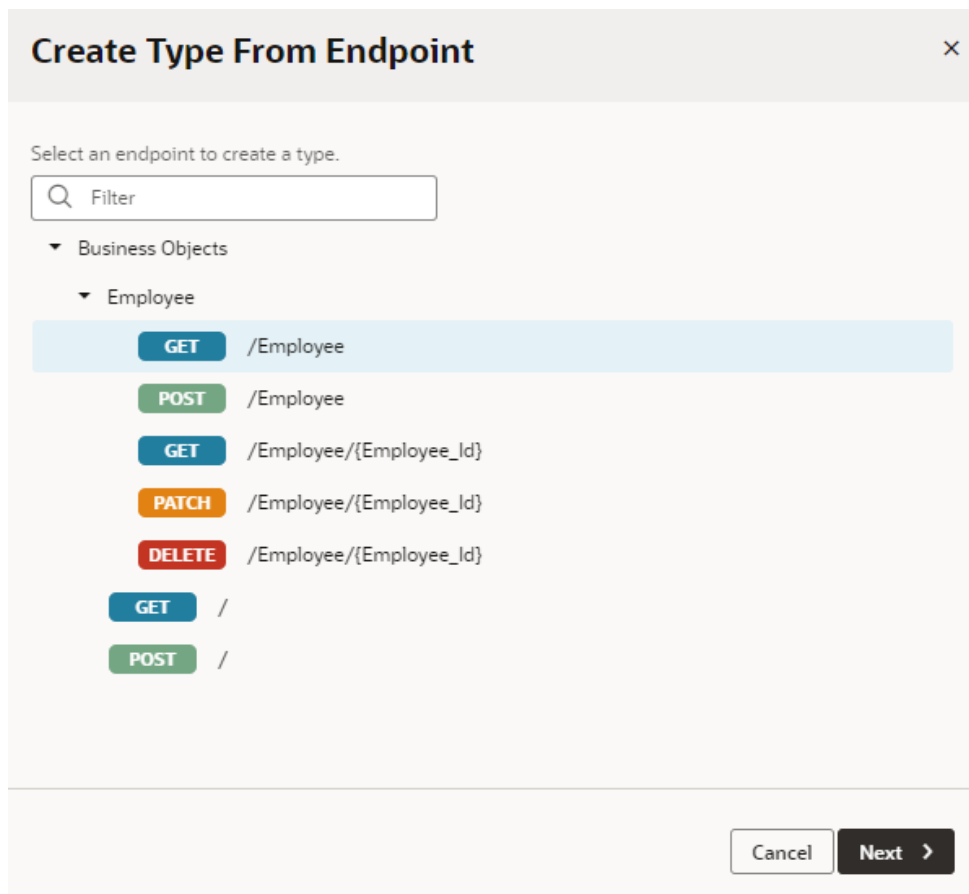 Create Type From Endpoint
Select an endpoint to create a type.
Filter
Business Objects
Employee
GET /Employee
POST /Employee
GET /Employee/{Employee_Id}
PATCH /Employee/{Employee_Id}
DELETE /Employee/{Employee_Id}
GET /
POST /
Cancel Next